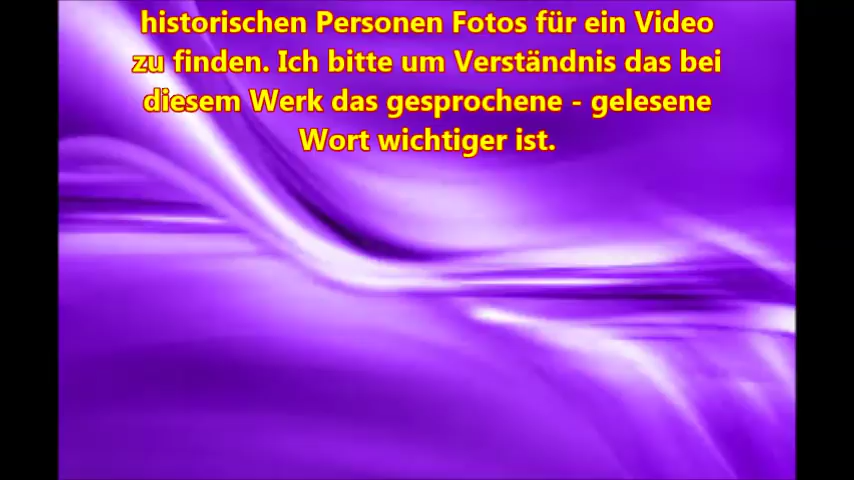 historischen Personen Fotos für ein Video
zu finden. Ich bitte um Verständnis das bei
diesem Werk das gesprochene - gelesene
Wort wichtiger ist.